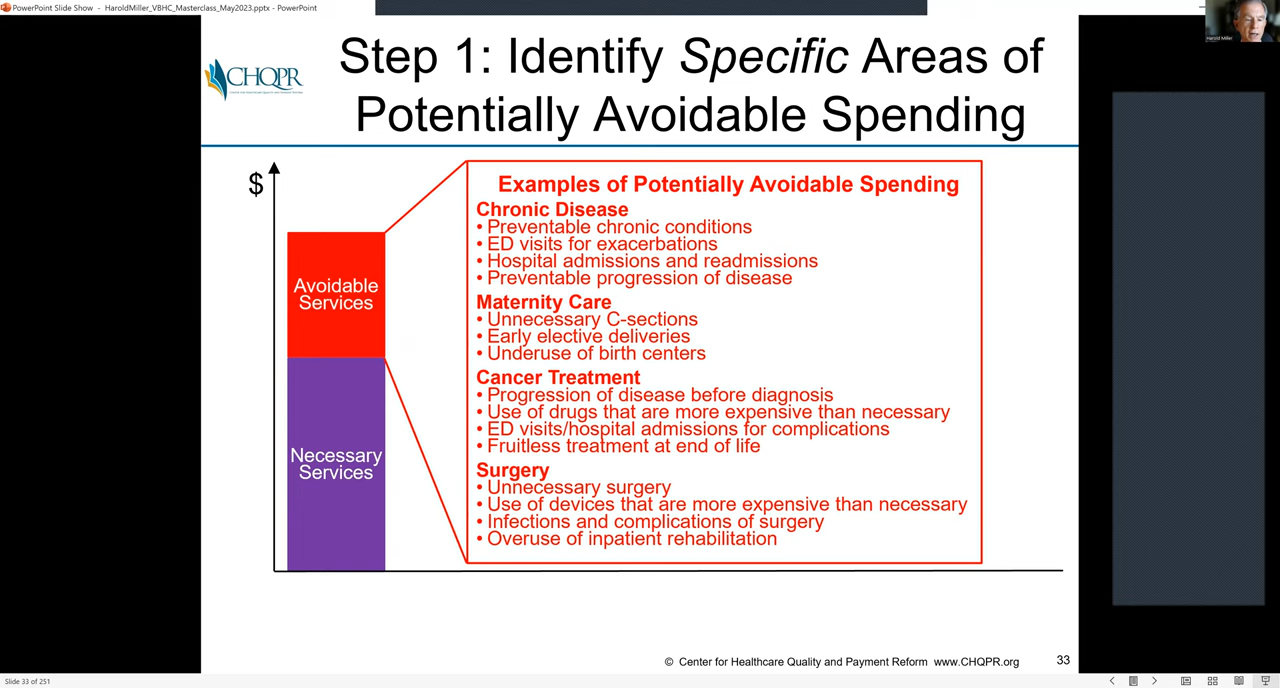 PowerPoint Slide Show - HaroldMiller_VBHC_Masterclass_May2023.pptx - PowerPoint
Harold Miller
CHQPR
Step 1: Identify Specific Areas of
Potentially Avoidable Spending
$
Avoidable
Services
Necessary
Services
Examples of Potentially Avoidable Spending
Chronic Disease
• Preventable chronic conditions
• ED visits for exacerbations
• Hospital admissions and readmissions
• Preventable progression of disease
Maternity Care
• Unnecessary C-sections
• Early elective deliveries
• Underuse of birth centers
Cancer Treatment
• Progression of disease before diagnosis
• Use of drugs that are more expensive than necessary
• ED visits/hospital admissions for complications
• Fruitless treatment at end of life
Surgery
• Unnecessary surgery
• Use of devices that are more expensive than necessary
• Infections and complications of surgery
• Overuse of inpatient rehabilitation
© Center for Healthcare Quality and Payment Reform www.CHQPR.org
33
Slide 33 of 251